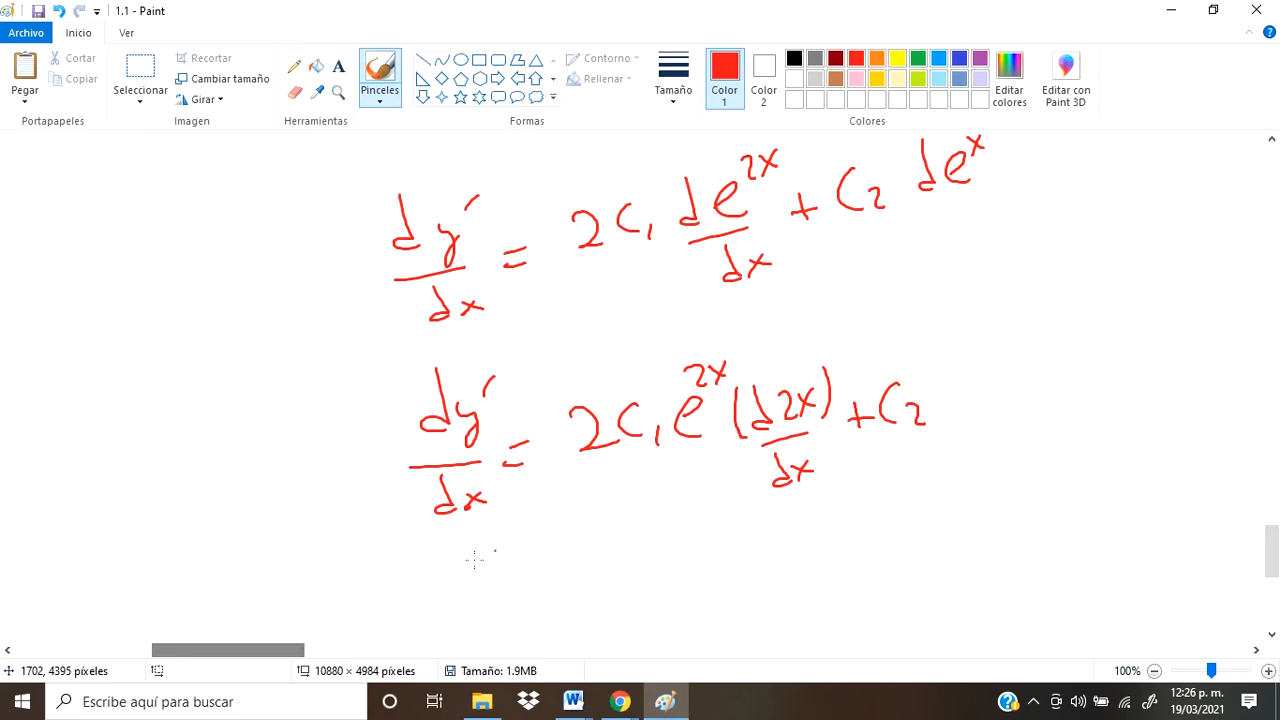 1.1 - Paint
Archivo Inicio Ver
Pegar
Cortar
Copiar
Portapapeles
Seleccionar
Recortar
Cambiar tamaño
Girar
Imagen
A
Herramientas
Pinceles
Contorno
Rellenar
Formas
Tamaño
Color 1
Color 2
Editar colores
Editar con Paint 3D
Colores
dy'/dx = 2C₁ de^2x/dx + C₂ de^x
dy'/dx = 2C₁e^2x (d2x/dx) + C₂
1702, 4395 píxeles
10880 × 4984 píxeles
Tamaño: 1.9MB
100%
Escribe aquí para buscar
12:26 p. m.
19/03/2021